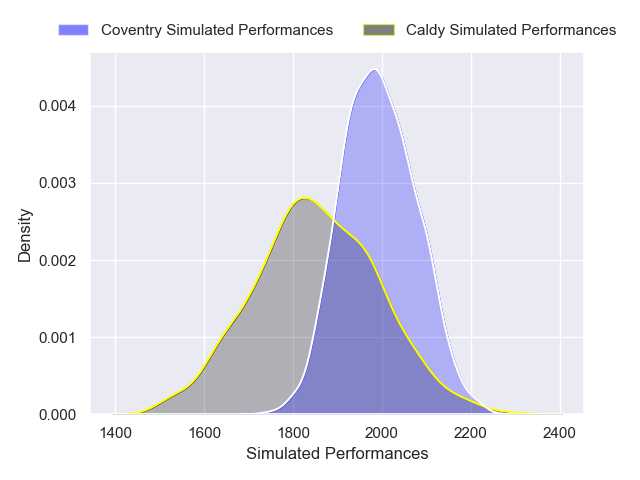 Coventry Simulated Performances Caldy Simulated Performances
0.004
0.003
0.002
0.001
0.000
Density
1400 1600 1800 2000 2200 2400
Simulated Performances